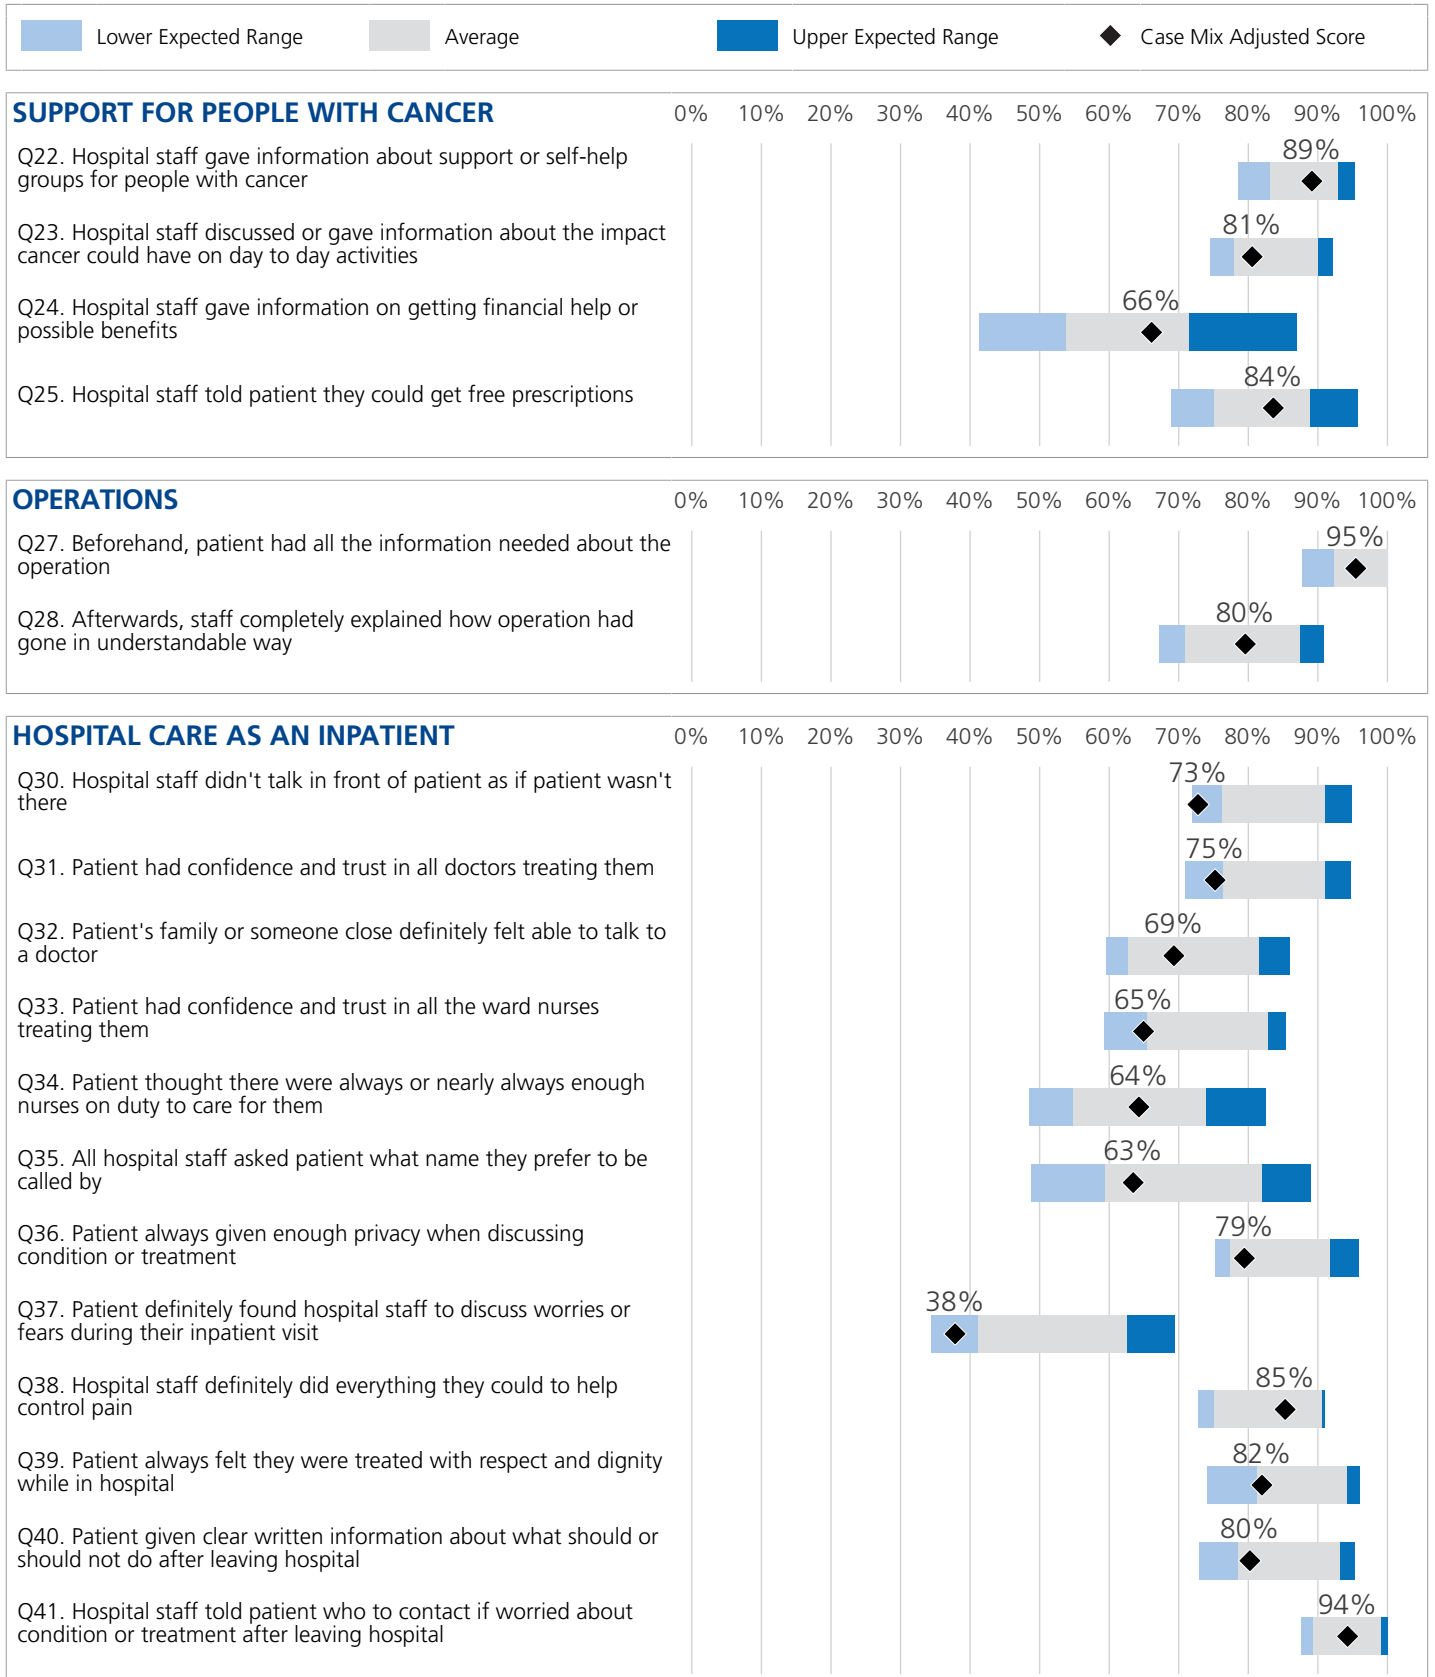 Lower Expected Range Average Upper Expected Range Case Mix Adjusted Score
SUPPORT FOR PEOPLE WITH CANCER 0% 10% 20% 30% 40% 50% 60% 70% 80% 90% 100%
Q22. Hospital staff gave information about support or self-help
groups for people with cancer
89%
Q23. Hospital staff discussed or gave information about the impact
cancer could have on day to day activities
81%
Q24. Hospital staff gave information on getting financial help or
possible benefits
66%
Q25. Hospital staff told patient they could get free prescriptions
84%
OPERATIONS 0% 10% 20% 30% 40% 50% 60% 70% 80% 90% 100%
Q27. Beforehand, patient had all the information needed about the
operation
95%
Q28. Afterwards, staff completely explained how operation had
gone in understandable way
80%
HOSPITAL CARE AS AN INPATIENT 0% 10% 20% 30% 40% 50% 60% 70% 80% 90% 100%
Q30. Hospital staff didn't talk in front of patient as if patient wasn't
there
73%
Q31. Patient had confidence and trust in all doctors treating them
75%
Q32. Patient's family or someone close definitely felt able to talk to
a doctor
69%
Q33. Patient had confidence and trust in all the ward nurses
treating them
65%
Q34. Patient thought there were always or nearly always enough
nurses on duty to care for them
64%
Q35. All hospital staff asked patient what name they prefer to be
called by
63%
Q36. Patient always given enough privacy when discussing
condition or treatment
79%
Q37. Patient definitely found hospital staff to discuss worries or
fears during their inpatient visit
38%
Q38. Hospital staff definitely did everything they could to help
control pain
85%
Q39. Patient always felt they were treated with respect and dignity
while in hospital
82%
Q40. Patient given clear written information about what should or
should not do after leaving hospital
80%
Q41. Hospital staff told patient who to contact if worried about
condition or treatment after leaving hospital
94%